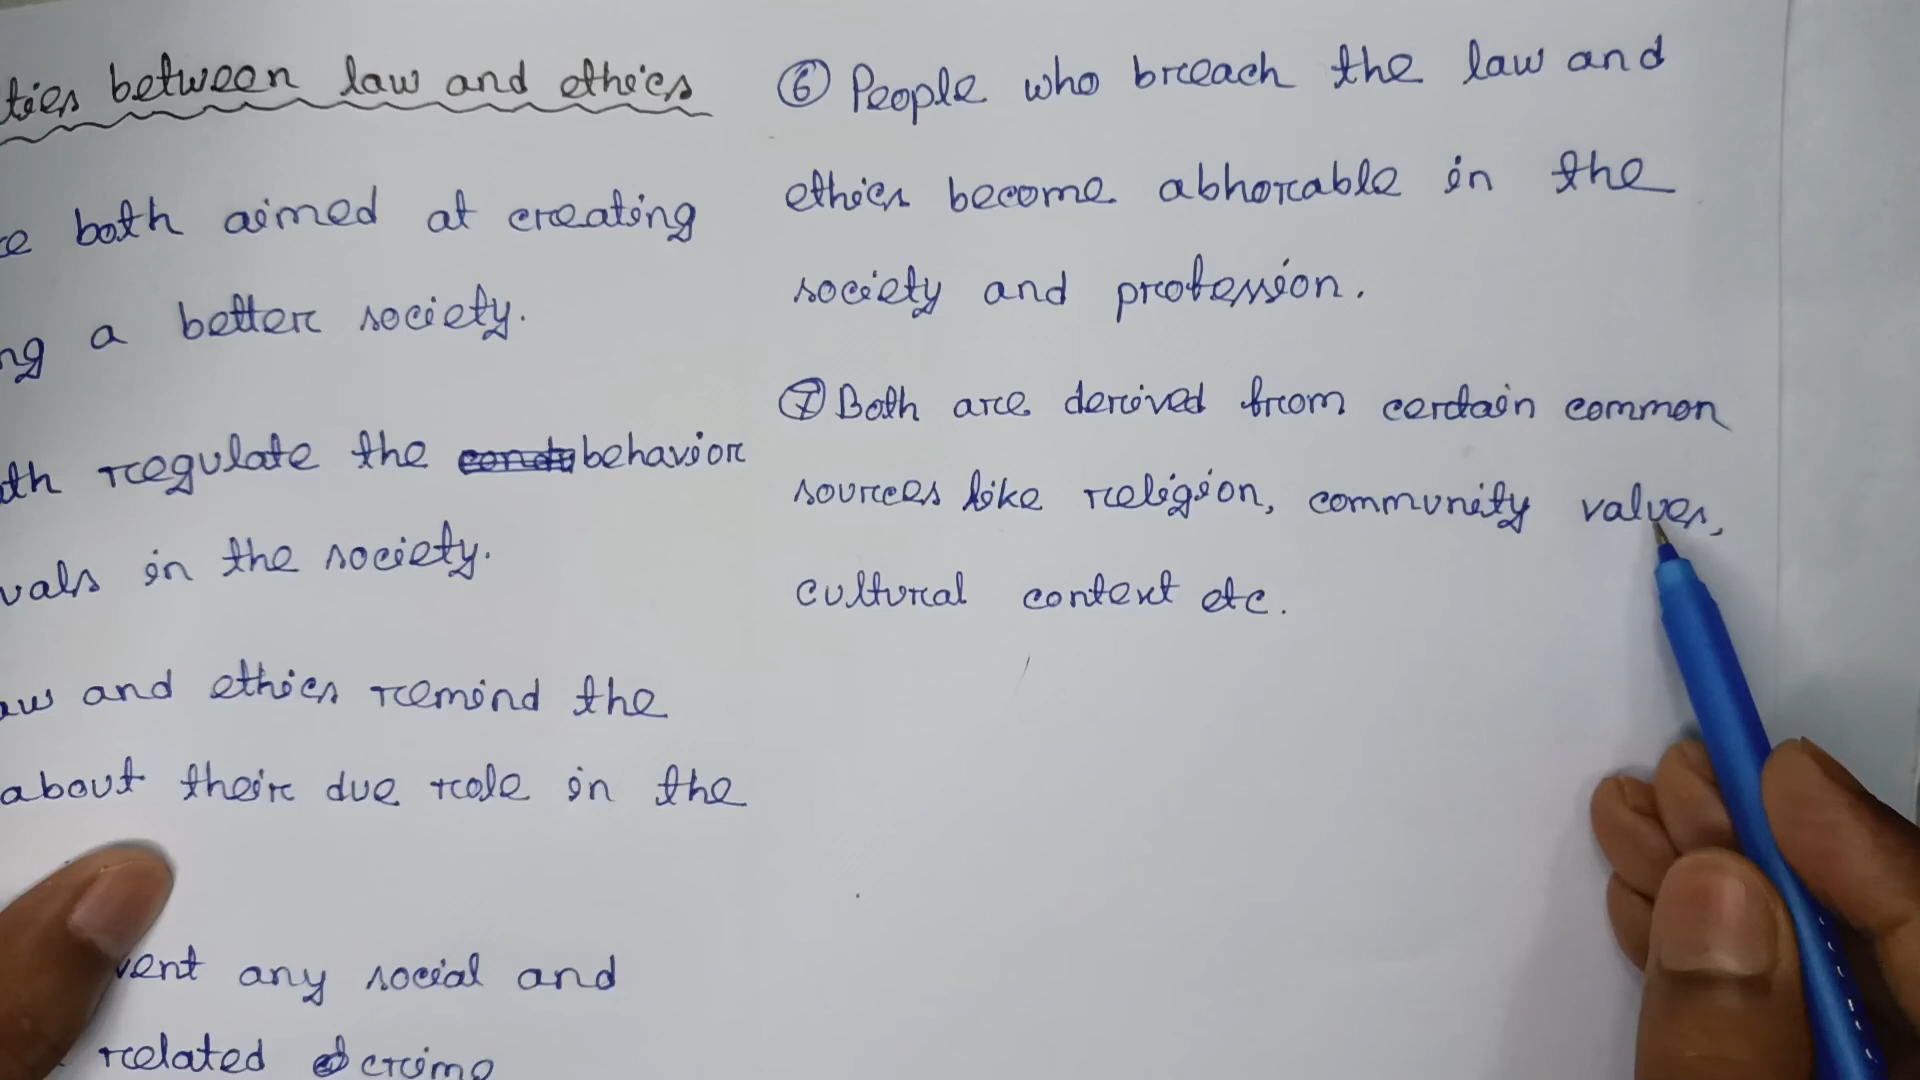 ties between law and ethics
both aimed at creating
ng a better society.
th regulate the behavior
uals in the society.
aw and ethics remind the
about their due role in the
vent any social and
related crime
⑥ People who breach the law and
ethics become abhorable in the
society and profession.
⑦ Both are derived from certain common
sources like religion, community values,
cultural context etc.